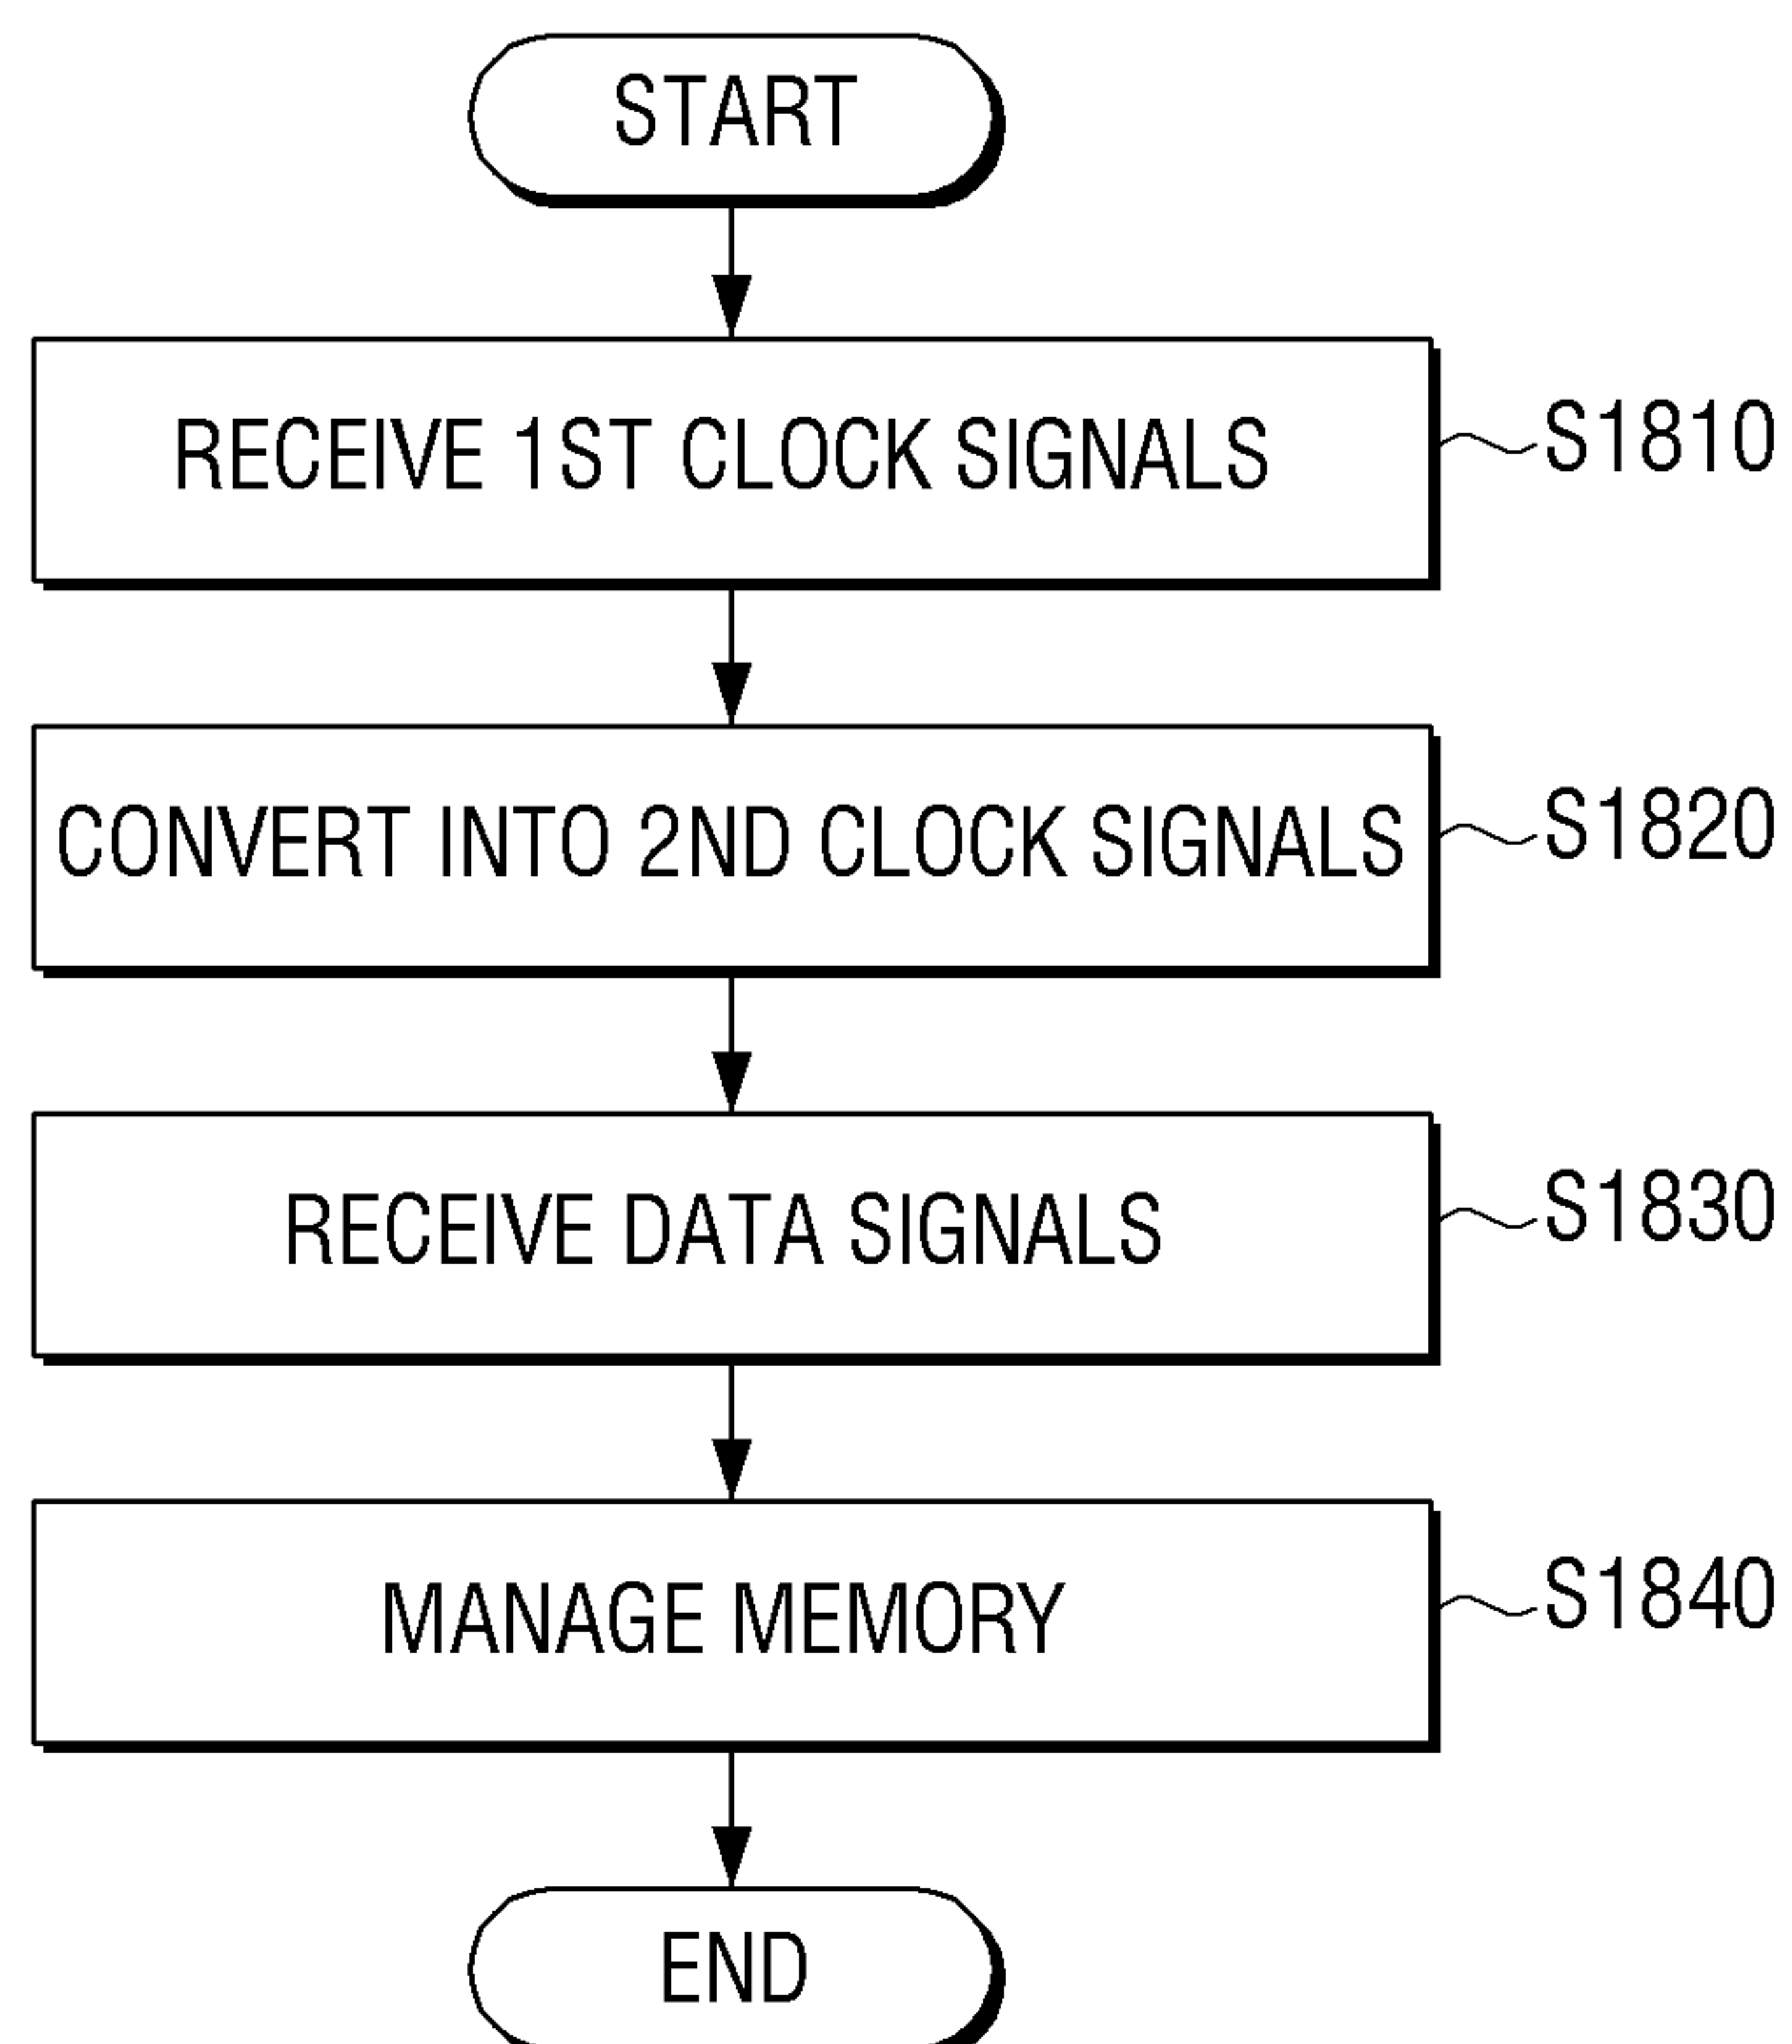 START
RECEIVE 1ST CLOCK SIGNALS
S1810
CONVERT INTO 2ND CLOCK SIGNALS
S1820
RECEIVE DATA SIGNALS
S1830
MANAGE MEMORY
S1840
END